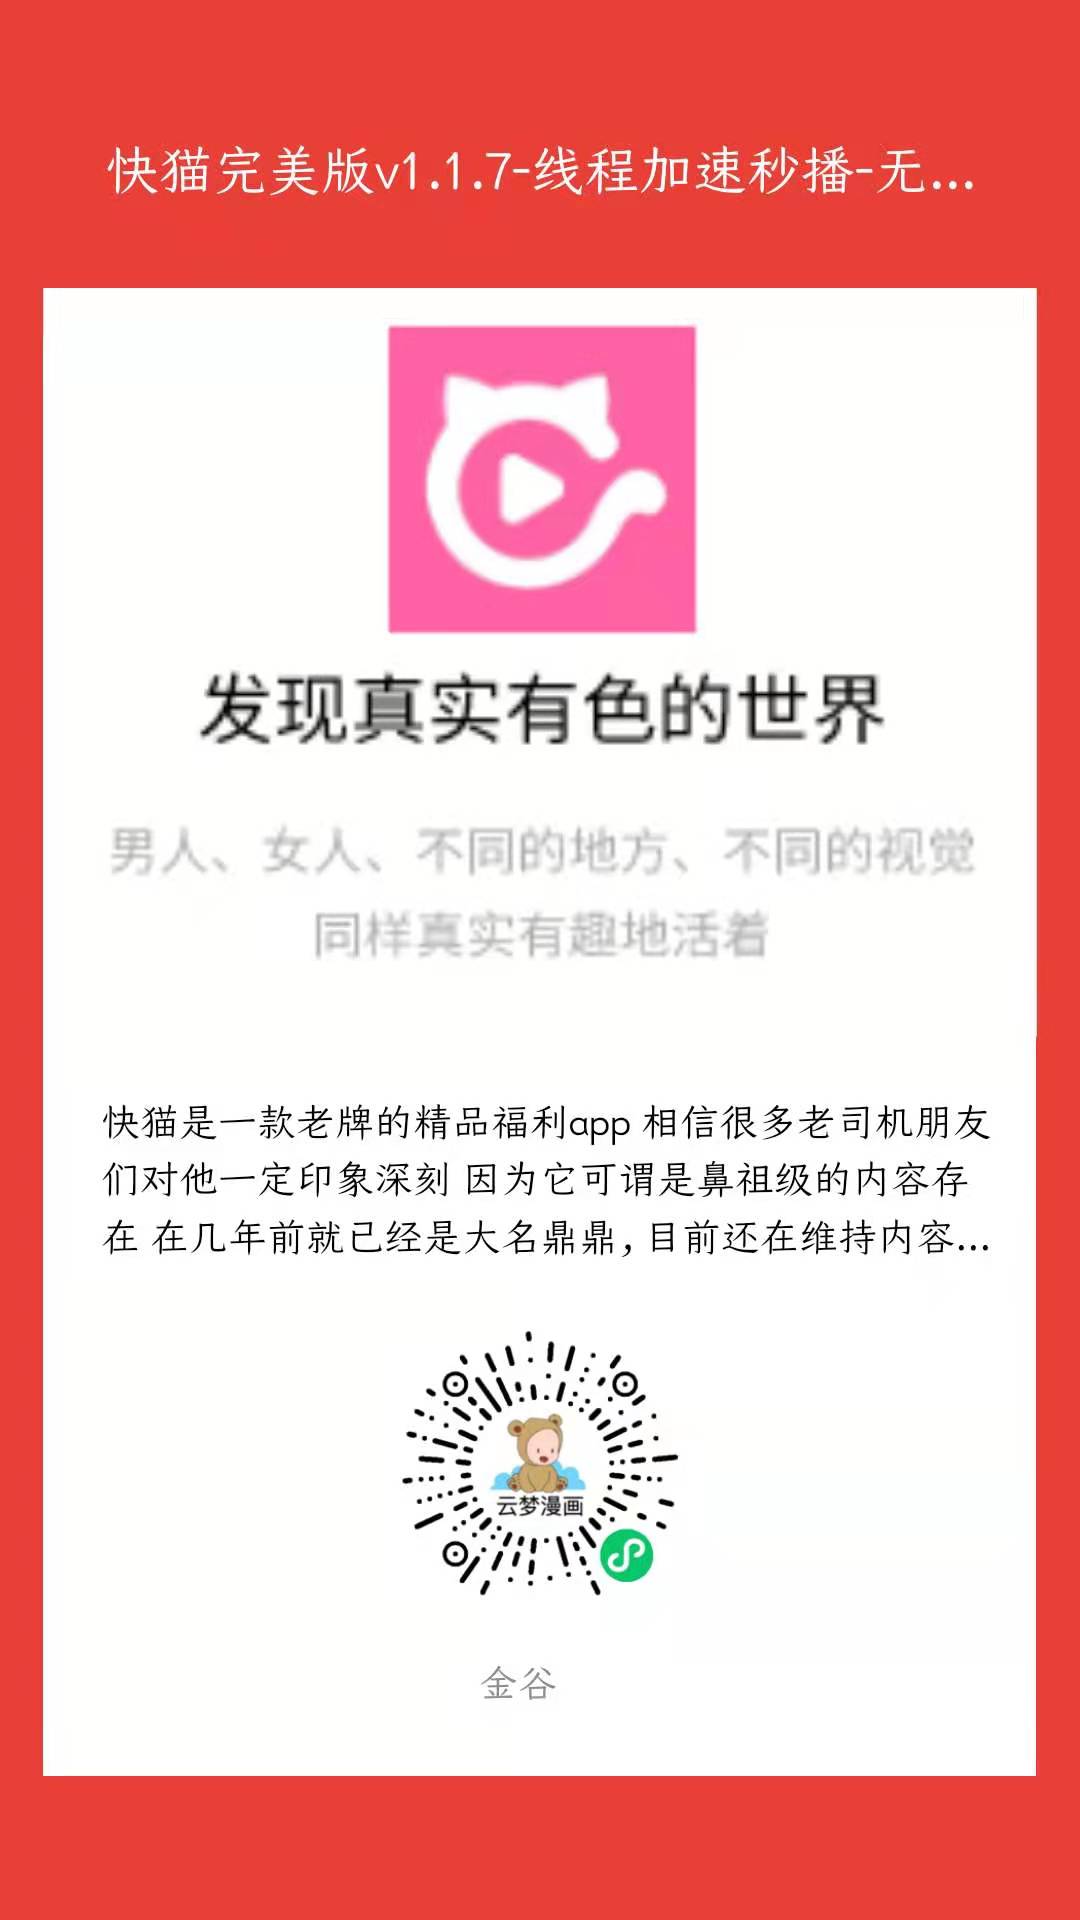 快猫完美版v1.1.7-线程加速秒播-无...
发现真实有色的世界
男人、女人、不同的地方、不同的视觉
同样真实有趣地活着
快猫是一款老牌的精品福利app 相信很多老司机朋友
们对他一定印象深刻 因为它可谓是鼻祖级的内容存
在 在几年前就已经是大名鼎鼎,目前还在维持内容...
云梦漫画
金谷